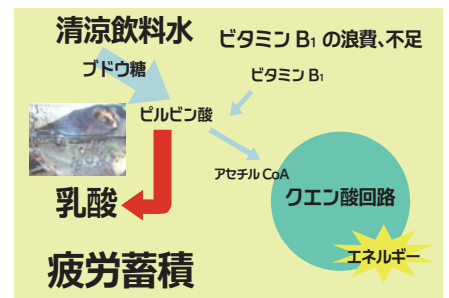 清涼飲料水
ビタミン B₁ の浪費、不足
ブドウ糖
ビタミン B₁
ピルビン酸
アセチル CoA
乳酸
クエン酸回路
エネルギー
疲労蓄積